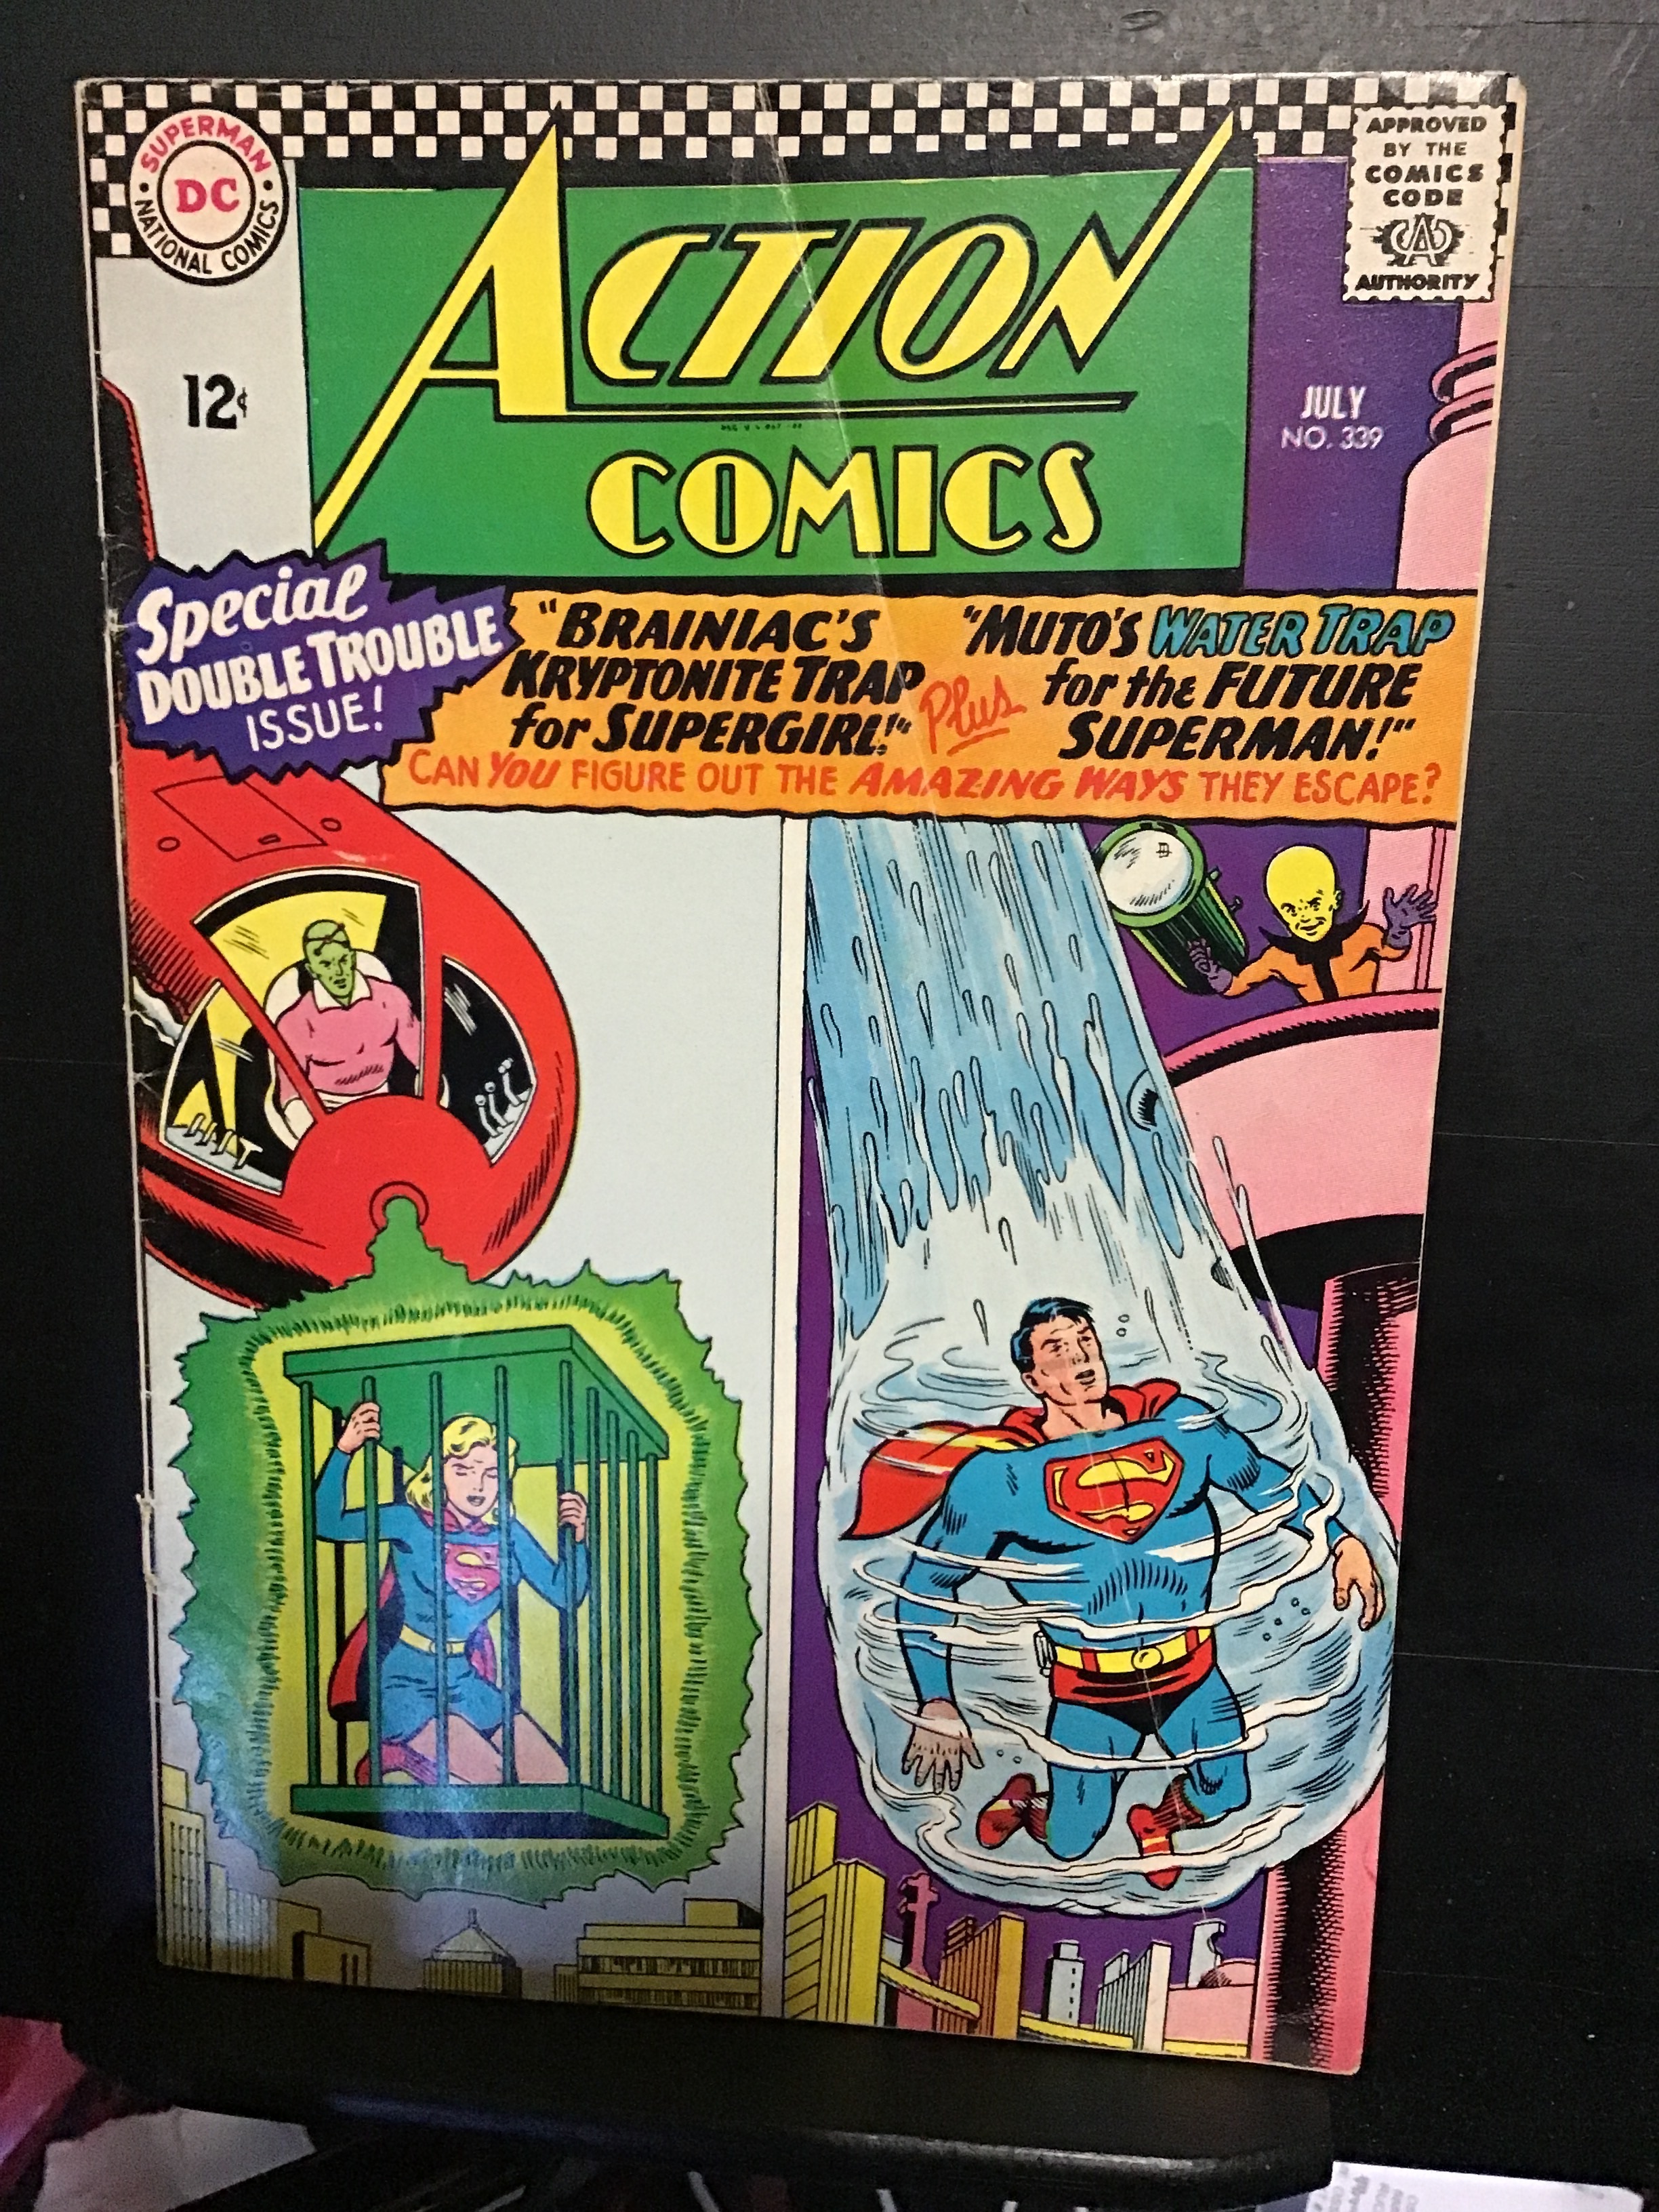 SUPERMAN
DC
NATIONAL COMICS
APPROVED
BY THE
COMICS
CODE
CA
AUTHORITY
ACTION
COMICS
12¢
JULY
NO. 339
Special
DOUBLE TROUBLE
ISSUE!
"BRAINIAC'S
KRYPTONITE TRAP
for SUPERGIRL!"
Plus
"MUTO'S WATER TRAP
for the FUTURE
SUPERMAN!"
CAN YOU FIGURE OUT THE AMAZING WAYS THEY ESCAPE?
S
S